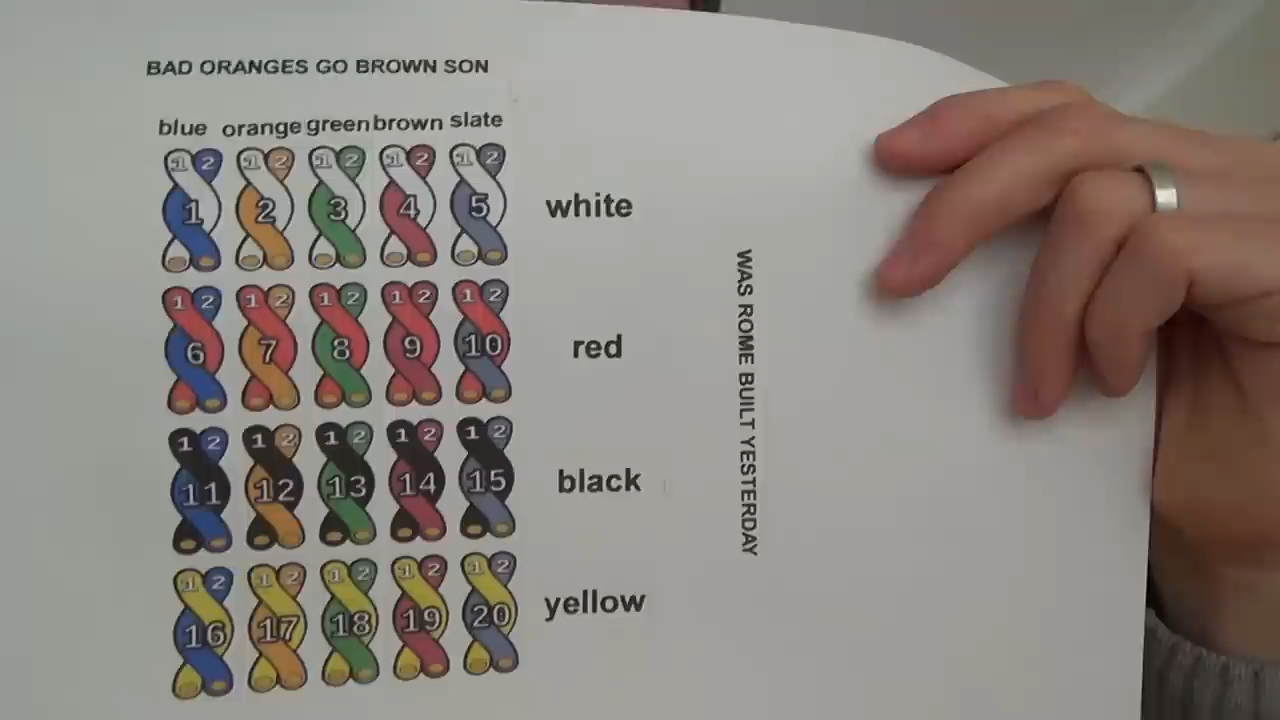 BAD ORANGES GO BROWN SON
blue orange green brown slate
1 2 1 2 1 2 1 2 1 2
1 2 3 4 5 white
1 2 1 2 1 2 1 2 1 2
6 7 8 9 10 red
1 2 1 2 1 2 1 2 1 2
11 12 13 14 15 black
1 2 1 2 1 2 1 2 1 2
16 17 18 19 20 yellow
WAS ROME BUILT YESTERDAY